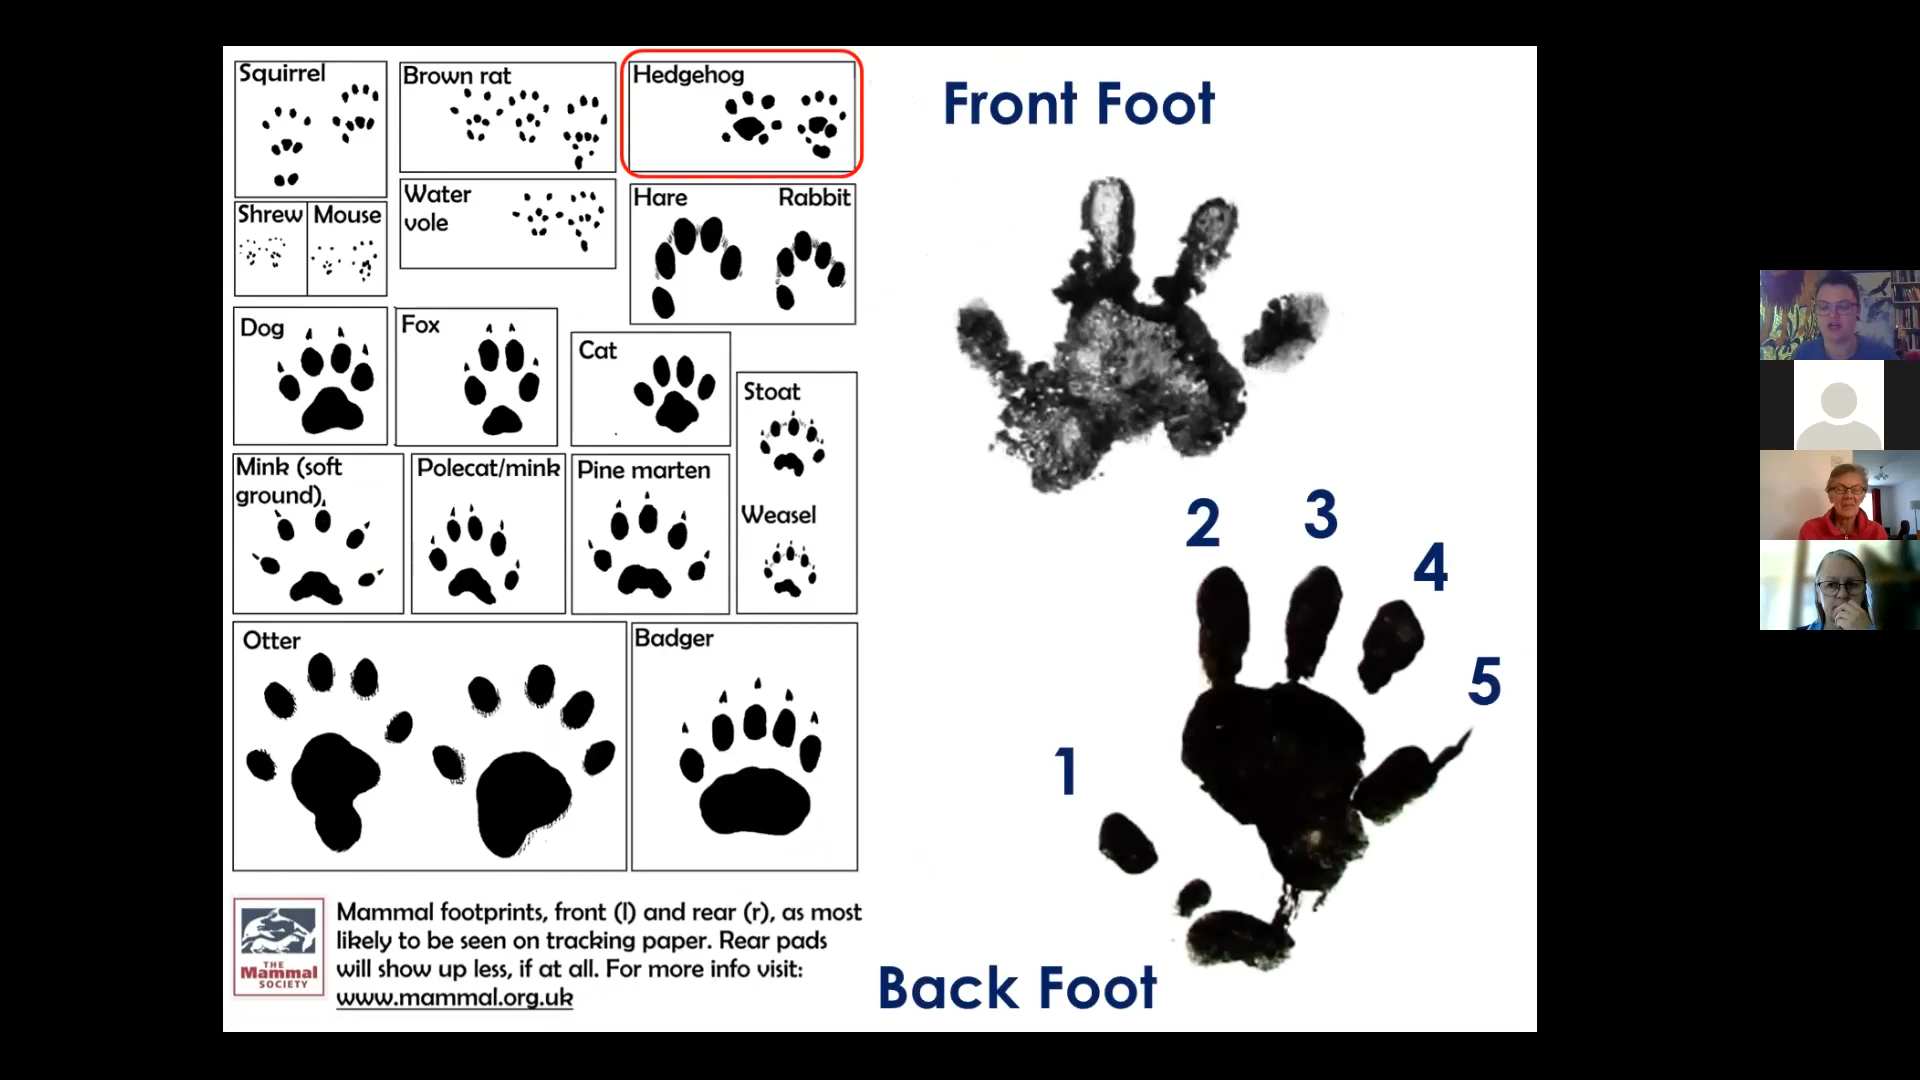 Squirrel
Brown rat
Hedgehog
Water
vole
Hare
Rabbit
Shrew
Mouse
Dog
Fox
Cat
Stoat
Weasel
Mink (soft
ground)
Polecat/mink
Pine marten
Otter
Badger
THE
Mammal
SOCIETY
Mammal footprints, front (l) and rear (r), as most
likely to be seen on tracking paper. Rear pads
will show up less, if at all. For more info visit:
www.mammal.org.uk
Front Foot
2
3
4
5
1
Back Foot